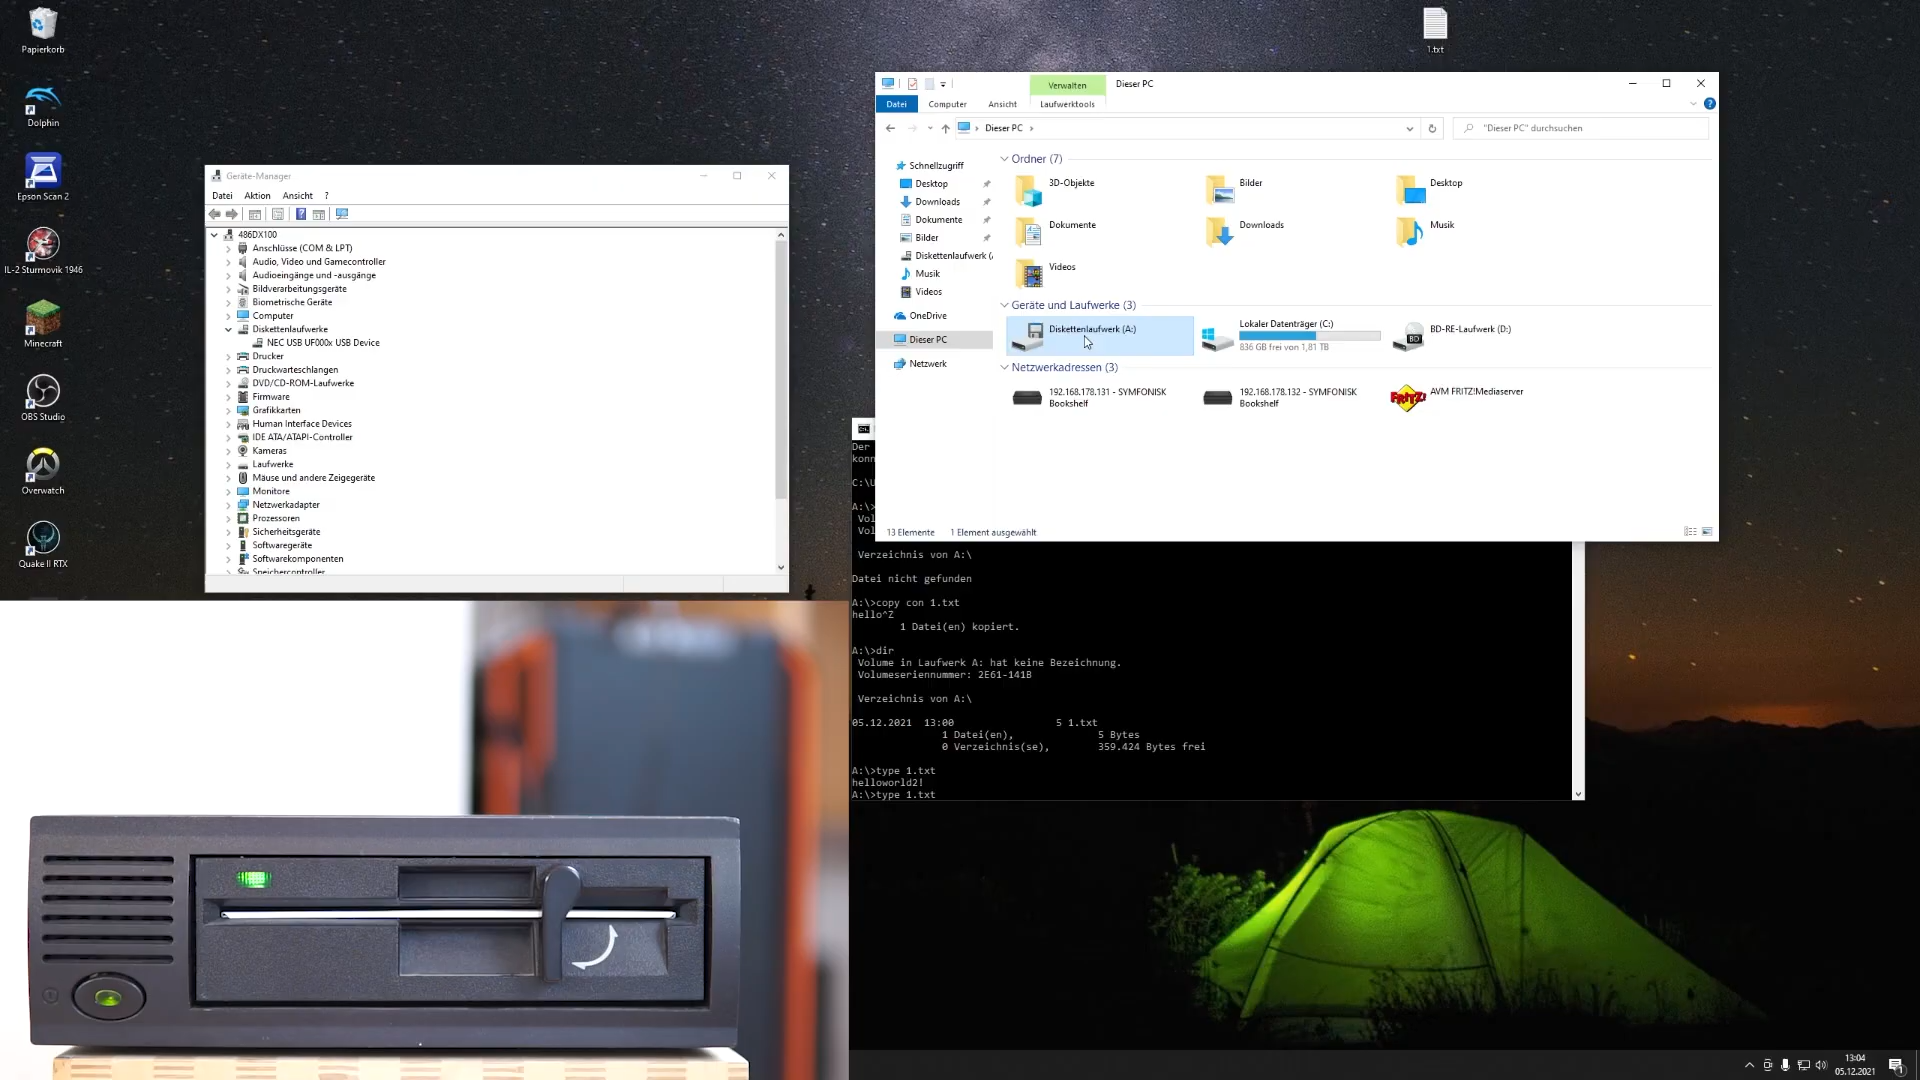 Papierkorb
Dolphin
Epson Scan 2
IL-2 Sturmovik 1946
Minecraft
OBS Studio
Overwatch
Quake II RTX
1.txt
Geräte-Manager
Datei Aktion Ansicht ?
486DX100
Anschlüsse (COM & LPT)
Audio, Video und Gamecontroller
Audioeingänge und -ausgänge
Bildverarbeitungsgeräte
Biometrische Geräte
Computer
Diskettenlaufwerke
NEC USB UF000x USB Device
Drucker
Druckwarteschlangen
DVD/CD-ROM-Laufwerke
Firmware
Grafikkarten
Human Interface Devices
IDE ATA/ATAPI-Controller
Kameras
Laufwerke
Mäuse und andere Zeigegeräte
Monitore
Netzwerkadapter
Prozessoren
Sicherheitsgeräte
Softwaregeräte
Softwarekomponenten
Speichercontroller
Verwalten Dieser PC
Datei Computer Ansicht Laufwerktools
Dieser PC
"Dieser PC" durchsuchen
Schnellzugriff
Desktop
Downloads
Dokumente
Bilder
Diskettenlaufwerk (
Musik
Videos
OneDrive
Dieser PC
Netzwerk
Ordner (7)
3D-Objekte
Bilder
Desktop
Dokumente
Downloads
Musik
Videos
Geräte und Laufwerke (3)
Diskettenlaufwerk (A:)
Lokaler Datenträger (C:)
836 GB frei von 1,81 TB
BD-RE-Laufwerk (D:)
BD
Netzwerkadressen (3)
192.168.178.131 - SYMFONISK
Bookshelf
192.168.178.132 - SYMFONISK
Bookshelf
FRITZ!
AVM FRITZ!Mediaserver
13 Elemente 1 Element ausgewählt
Der
konn
C:\U
A:\>
Vol
Vol
Verzeichnis von A:\
Datei nicht gefunden
A:\>copy con 1.txt
hello^Z
1 Datei(en) kopiert.
A:\>dir
Volume in Laufwerk A: hat keine Bezeichnung.
Volumeseriennummer: 2E61-141B
Verzeichnis von A:\
05.12.2021 13:00 5 1.txt
1 Datei(en), 5 Bytes
0 Verzeichnis(se), 359.424 Bytes frei
A:\>type 1.txt
helloworld2!
A:\>type 1.txt
13:04
05.12.2021